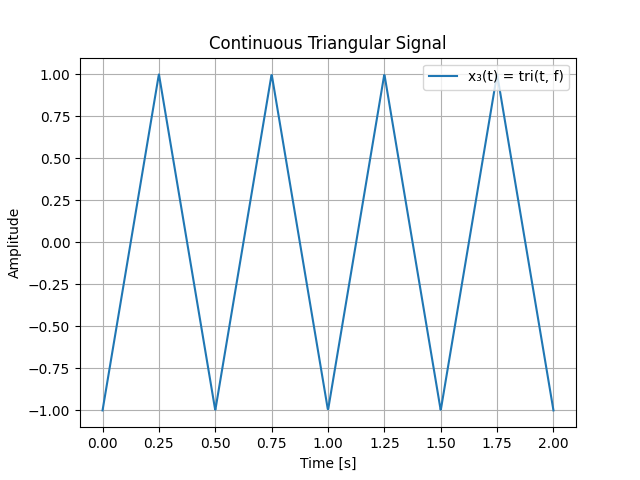 Continuous Triangular Signal
x₃(t) = tri(t, f)
1.00
0.75
0.50
0.25
0.00
−0.25
−0.50
−0.75
−1.00
Amplitude
0.00 0.25 0.50 0.75 1.00 1.25 1.50 1.75 2.00
Time [s]